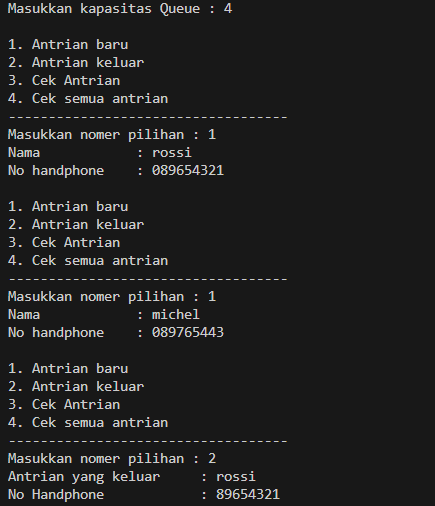 Masukkan kapasitas Queue : 4
1. Antrian baru
2. Antrian keluar
3. Cek Antrian
4. Cek semua antrian
-----------------------------------
Masukkan nomer pilihan : 1
Nama            : rossi
No handphone    : 089654321
1. Antrian baru
2. Antrian keluar
3. Cek Antrian
4. Cek semua antrian
-----------------------------------
Masukkan nomer pilihan : 1
Nama            : michel
No handphone    : 089765443
1. Antrian baru
2. Antrian keluar
3. Cek Antrian
4. Cek semua antrian
-----------------------------------
Masukkan nomer pilihan : 2
Antrian yang keluar     : rossi
No Handphone            : 89654321